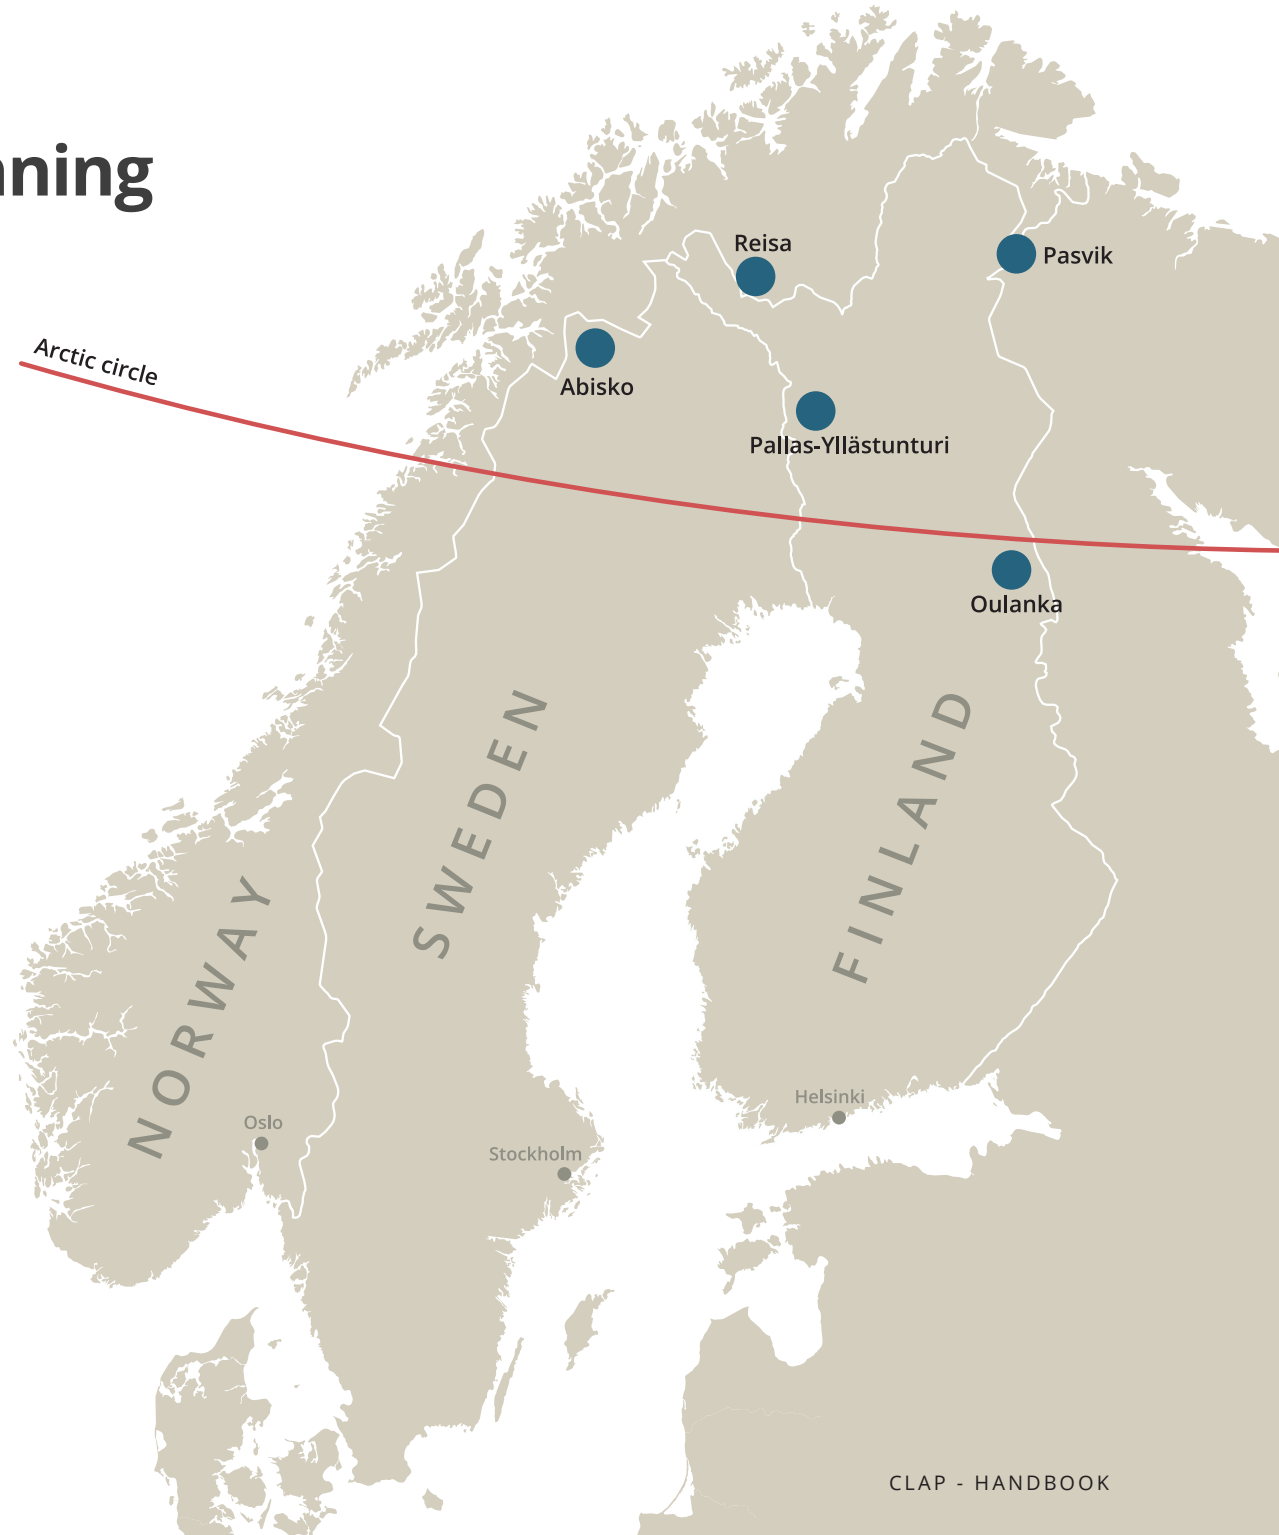 nning
Reisa
Pasvik
Arctic circle
Abisko
Pallas-Yllästunturi
Oulanka
SWEDEN
FINLAND
NORWAY
Helsinki
Oslo
Stockholm
CLAP - HANDBOOK